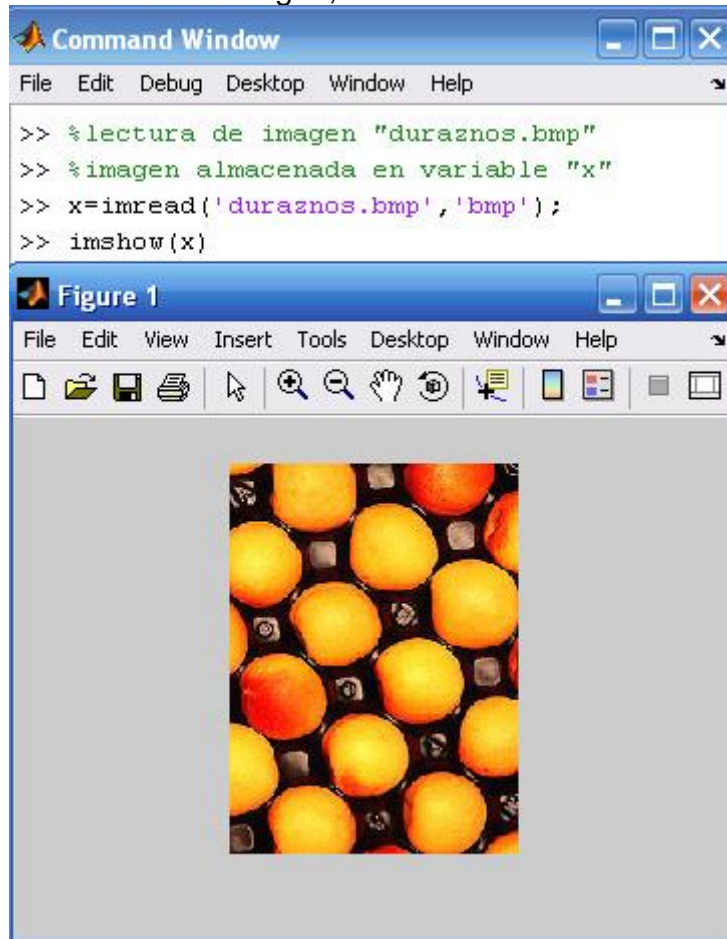 Command Window
File Edit Debug Desktop Window Help
>> %lectura de imagen "duraznos.bmp"
>> %imagen almacenada en variable "x"
>> x=imread('duraznos.bmp','bmp');
>> imshow(x)
Figure 1
File Edit View Insert Tools Desktop Window Help